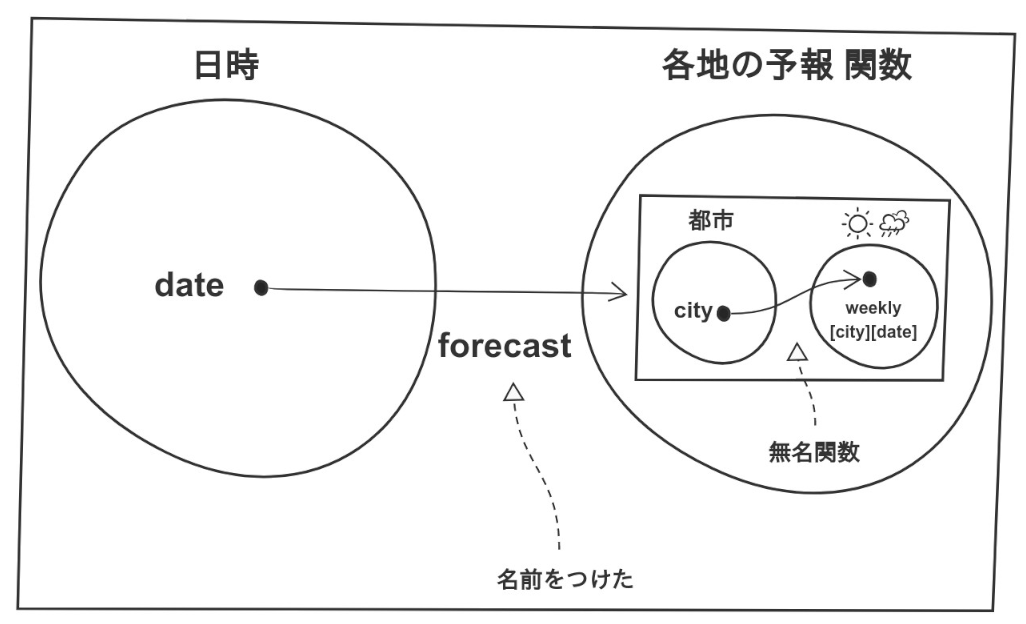 日時
各地の予報 関数
date
forecast
都市
city
weekly
[city][date]
無名関数
名前をつけた